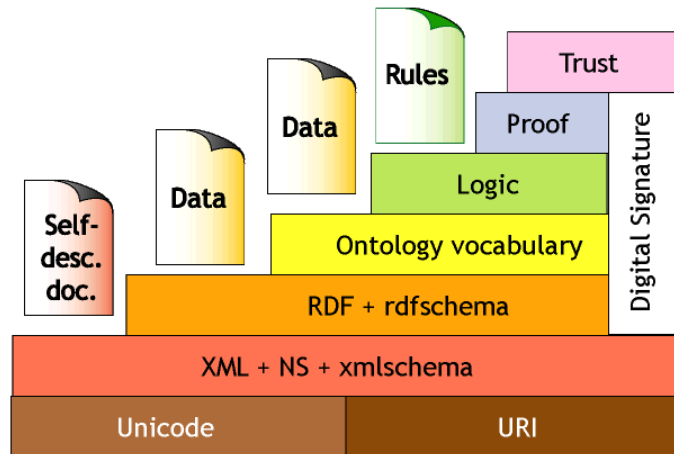 Rules
Trust
Data
Proof
Data
Logic
Self-
desc.
doc.
Ontology vocabulary
Digital Signature
RDF + rdfschema
XML + NS + xmlschema
Unicode
URI